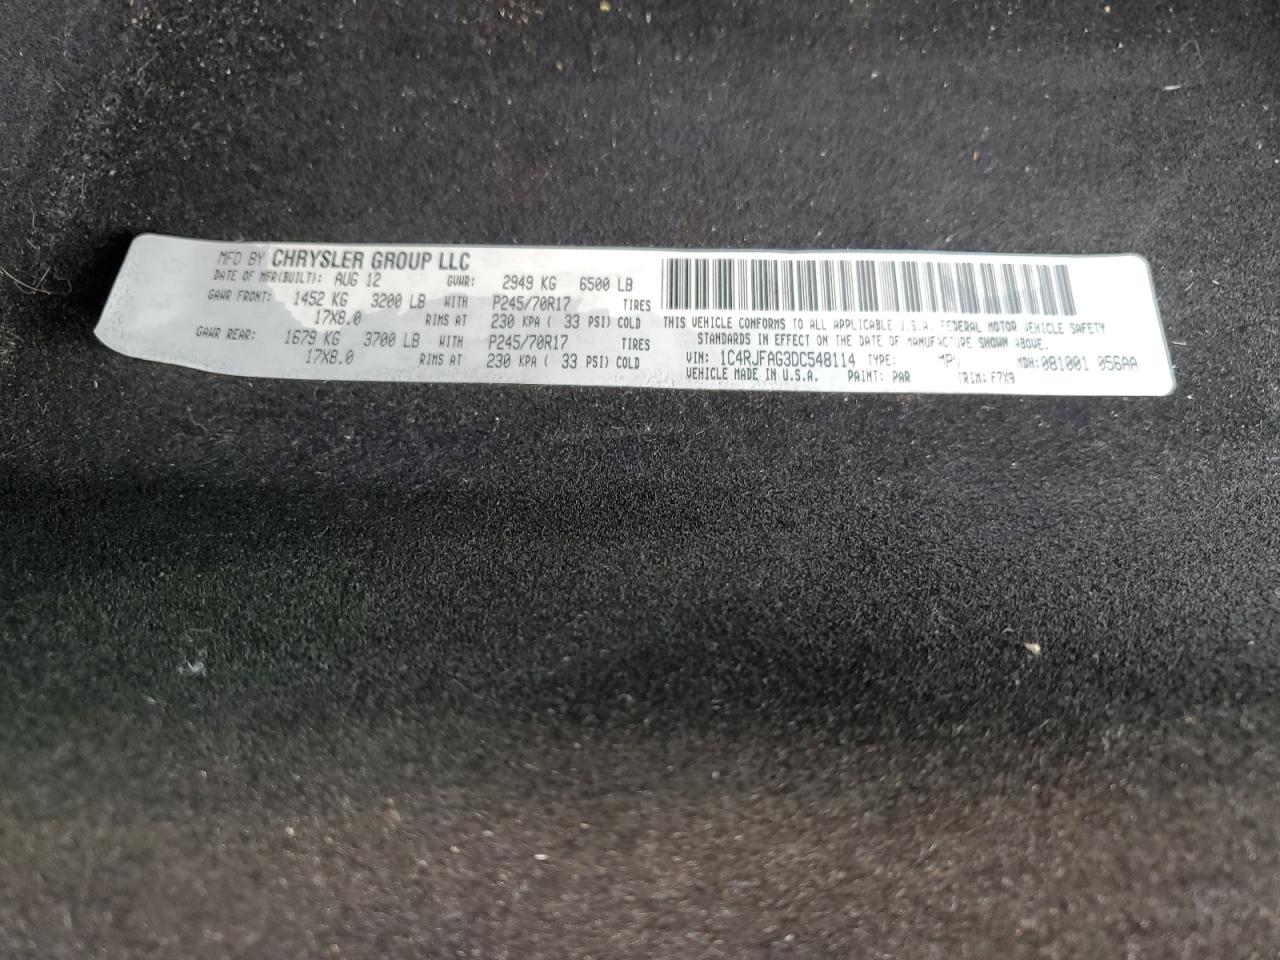 MFD BY CHRYSLER GROUP LLC
DATE OF MFR(BUILT): AUG 12 GVWR: 2949 KG 6500 LB
GAWR FRONT: 1452 KG 3200 LB WITH P245/70R17 TIRES
17X8.0 RIMS AT 230 KPA ( 33 PSI) COLD
GAWR REAR: 1679 KG 3700 LB WITH P245/70R17 TIRES
17X8.0 RIMS AT 230 KPA ( 33 PSI) COLD
THIS VEHICLE CONFORMS TO ALL APPLICABLE U.S.A. FEDERAL MOTOR VEHICLE SAFETY
STANDARDS IN EFFECT ON THE DATE OF MANUFACTURE SHOWN ABOVE.
VIN: 1C4RJFAG3DC548114 TYPE: MPV MDH: 081001 056AA
VEHICLE MADE IN U.S.A. PAINT: PAR TRIM: F7X9